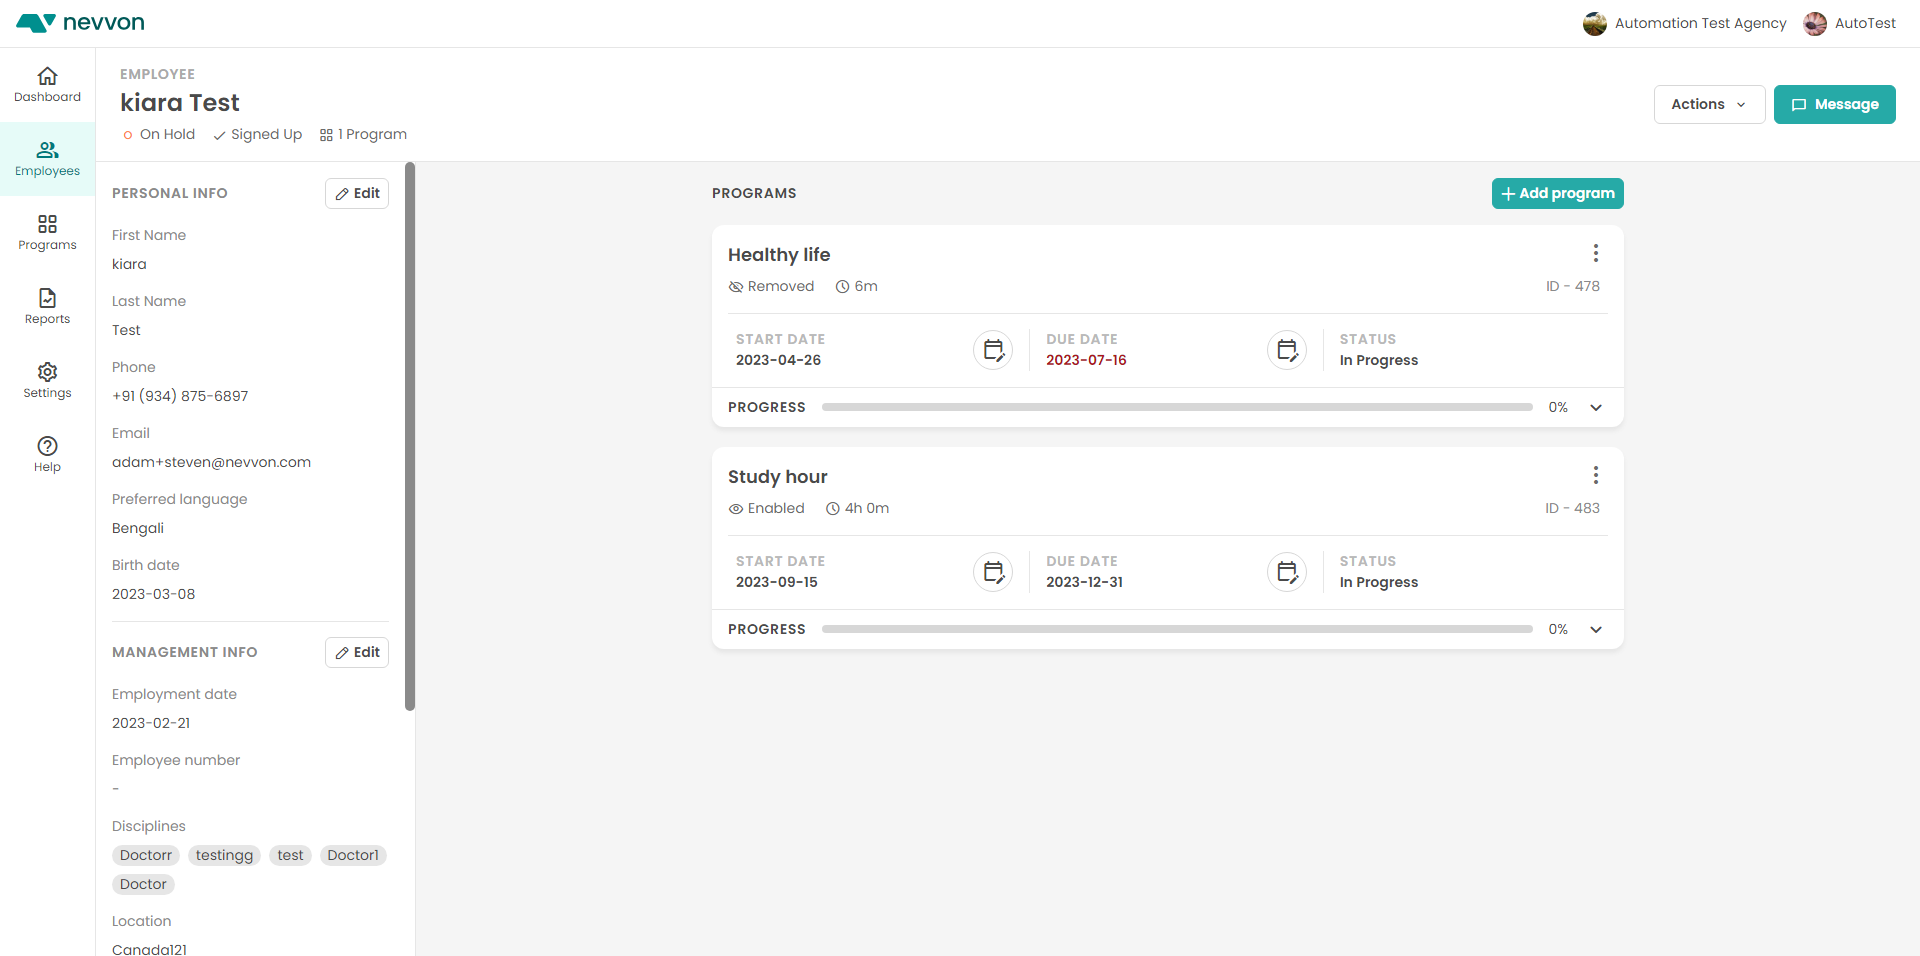 nevvon
Automation Test Agency
AutoTest
Dashboard
Employees
Programs
Reports
Settings
Help
EMPLOYEE
kiara Test
On Hold
Signed Up
1 Program
Actions
Message
PERSONAL INFO
Edit
First Name
kiara
Last Name
Test
Phone
+91 (934) 875-6897
Email
adam+steven@nevvon.com
Preferred language
Bengali
Birth date
2023-03-08
MANAGEMENT INFO
Edit
Employment date
2023-02-21
Employee number
-
Disciplines
Doctorr testingg test Doctor1
Doctor
Location
Canada121
PROGRAMS
Add program
Healthy life
Removed 6m ID - 478
START DATE DUE DATE STATUS
2023-04-26 2023-07-16 In Progress
PROGRESS 0%
Study hour
Enabled 4h 0m ID - 483
START DATE DUE DATE STATUS
2023-09-15 2023-12-31 In Progress
PROGRESS 0%